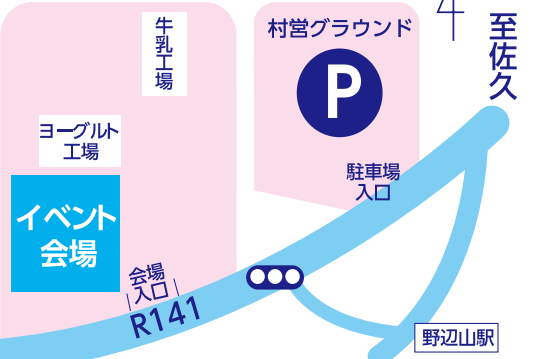 牛乳工場
村営グラウンド
P
至佐久
ヨーグルト
工場
駐車場
入口
イベント
会場
会場
入口
R141
野辺山駅